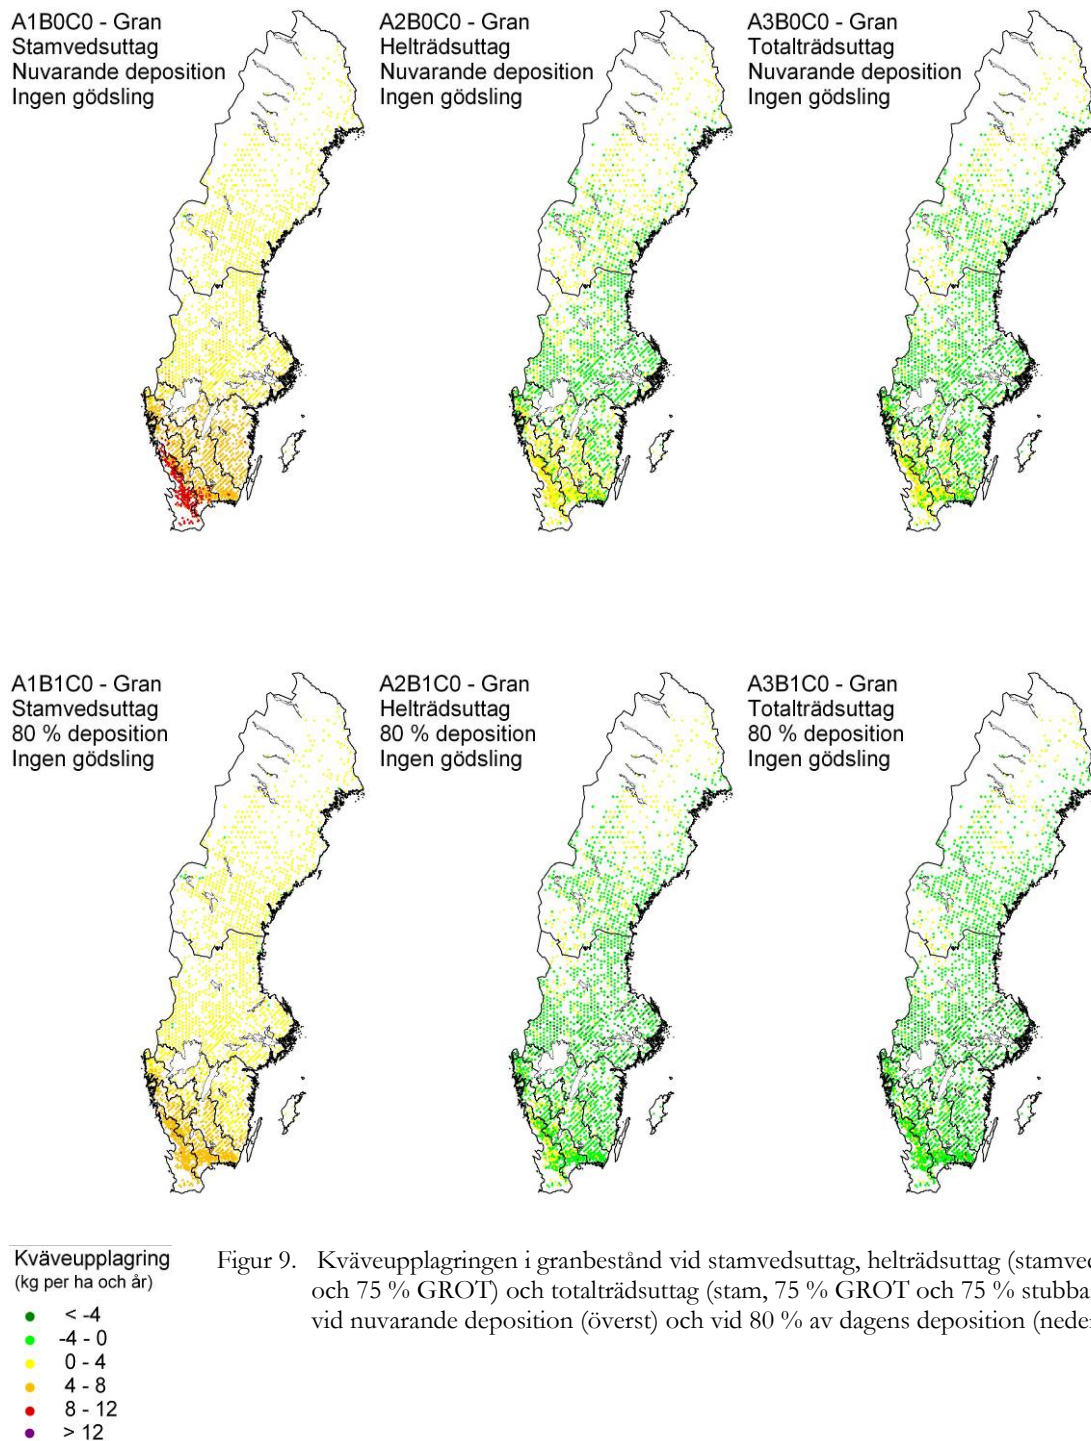 A1B0C0 - Gran
Stamvedsuttag
Nuvarande deposition
Ingen gödsling
A2B0C0 - Gran
Helträdsuttag
Nuvarande deposition
Ingen gödsling
A3B0C0 - Gran
Totalträdsuttag
Nuvarande deposition
Ingen gödsling
A1B1C0 - Gran
Stamvedsuttag
80 % deposition
Ingen gödsling
A2B1C0 - Gran
Helträdsuttag
80 % deposition
Ingen gödsling
A3B1C0 - Gran
Totalträdsuttag
80 % deposition
Ingen gödsling
Kväveupplagring
(kg per ha och år)
< -4
-4 - 0
0 - 4
4 - 8
8 - 12
> 12
Figur 9. Kväveupplagringen i granbestånd vid stamvedsuttag, helträdsuttag (stamved
och 75 % GROT) och totalträdsuttag (stam, 75 % GROT och 75 % stubba
vid nuvarande deposition (överst) och vid 80 % av dagens deposition (neder